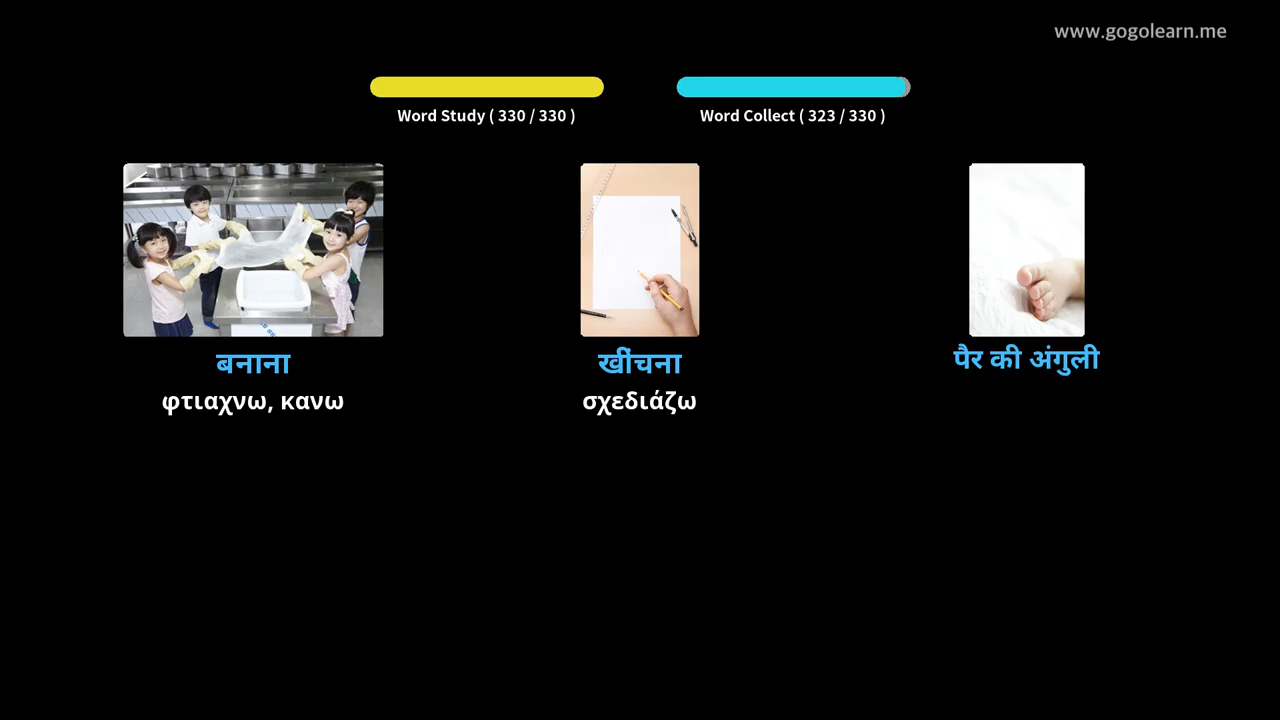 www.gogolearn.me
Word Study ( 330 / 330 )
Word Collect ( 323 / 330 )
बनाना
φτιαχνω, κανω
खींचना
σχεδιάζω
पैर की अंगुली